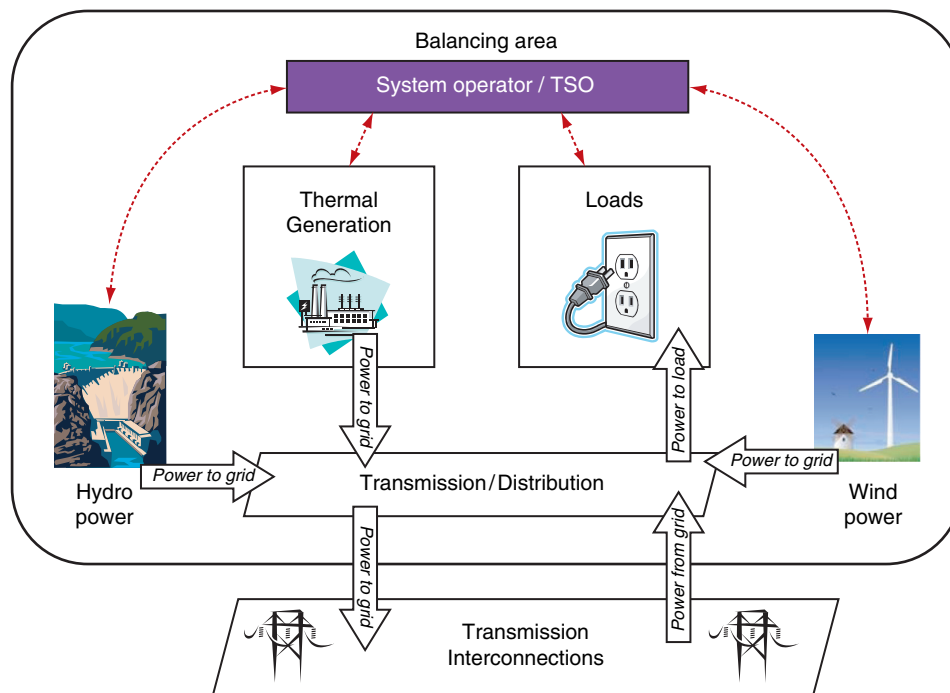 Balancing area
System operator / TSO
Thermal
Generation
Loads
Power to grid
Power to load
Power to grid
Power to grid
Hydro
power
Transmission/Distribution
Wind
power
Power to grid
Power from grid
Transmission
Interconnections